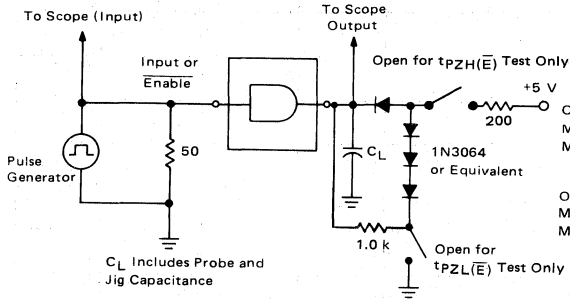 To Scope (Input)
To Scope
Output
Input or
Enable
Open for tPZH(E̅) Test Only
+5 V
200
Pulse
Generator
50
CL
1N3064
or Equivalent
1.0 k
Open for
tPZL(E̅) Test Only
CL Includes Probe and
Jig Capacitance
O
M
M
O
M
M